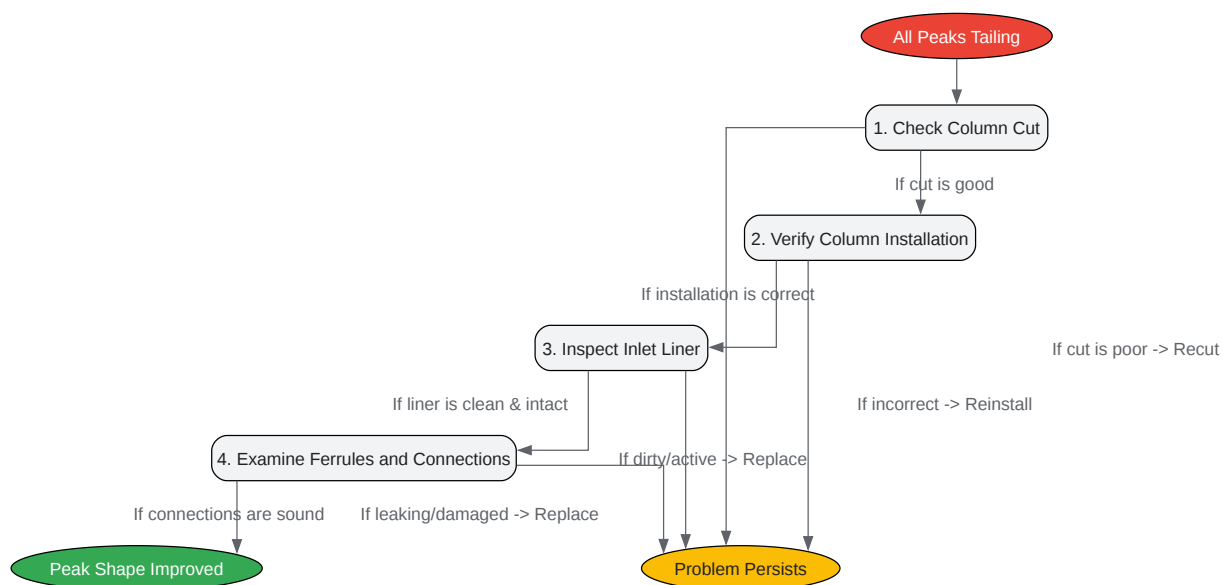 All Peaks Tailing
1. Check Column Cut
If cut is good
2. Verify Column Installation
If installation is correct
3. Inspect Inlet Liner
If cut is poor -> Recut
If liner is clean & intact
If incorrect -> Reinstall
4. Examine Ferrules and Connections
If dirty/active -> Replace
If connections are sound
If leaking/damaged -> Replace
Peak Shape Improved
Problem Persists